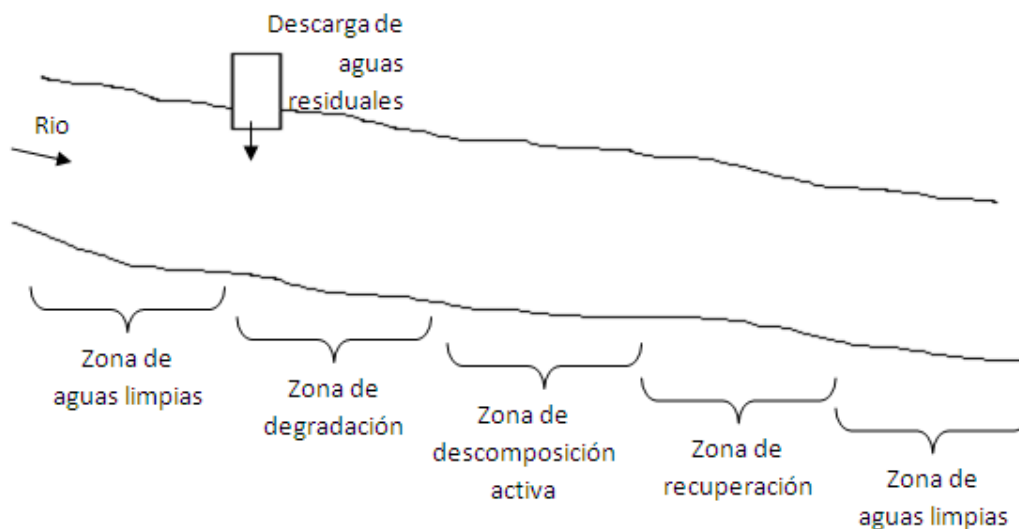 Descarga de
aguas
residuales
Rio
Zona de
aguas limpias
Zona de
degradación
Zona de
descomposición
activa
Zona de
recuperación
Zona de
aguas limpias